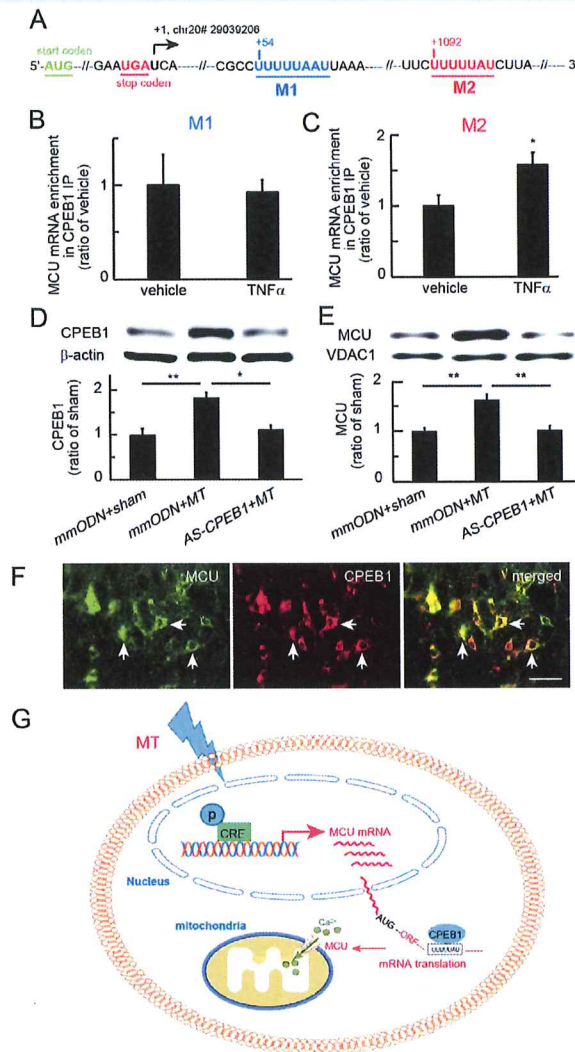 A
+1, chr20# 29039206
start coden
+54
+1092
5'- AUG --//-- GAAUGAUCA ----//---- CGCCUUUUUAAUUAAA ----//---- UUCUUUUUAUCUUA --//-- 3
stop coden
M1
M2
B
M1
MCU mRNA enrichment
in CPEB1 IP
(ratio of vehicle)
1
0
vehicle
TNFα
C
M2
MCU mRNA enrichment
in CPEB1 IP
(ratio of vehicle)
2
1
0
*
vehicle
TNFα
D
CPEB1
β-actin
CPEB1
(ratio of sham)
2
1
0
**
*
mmODN+sham
mmODN+MT
AS-CPEB1+MT
E
MCU
VDAC1
MCU
(ratio of sham)
2
1
0
**
**
mmODN+sham
mmODN+MT
AS-CPEB1+MT
F
MCU
CPEB1
merged
G
MT
p
CRE
MCU mRNA
Nucleus
AUG --ORF--
CPEB1
mitochondria
Ca²⁺
MCU
mRNA translation